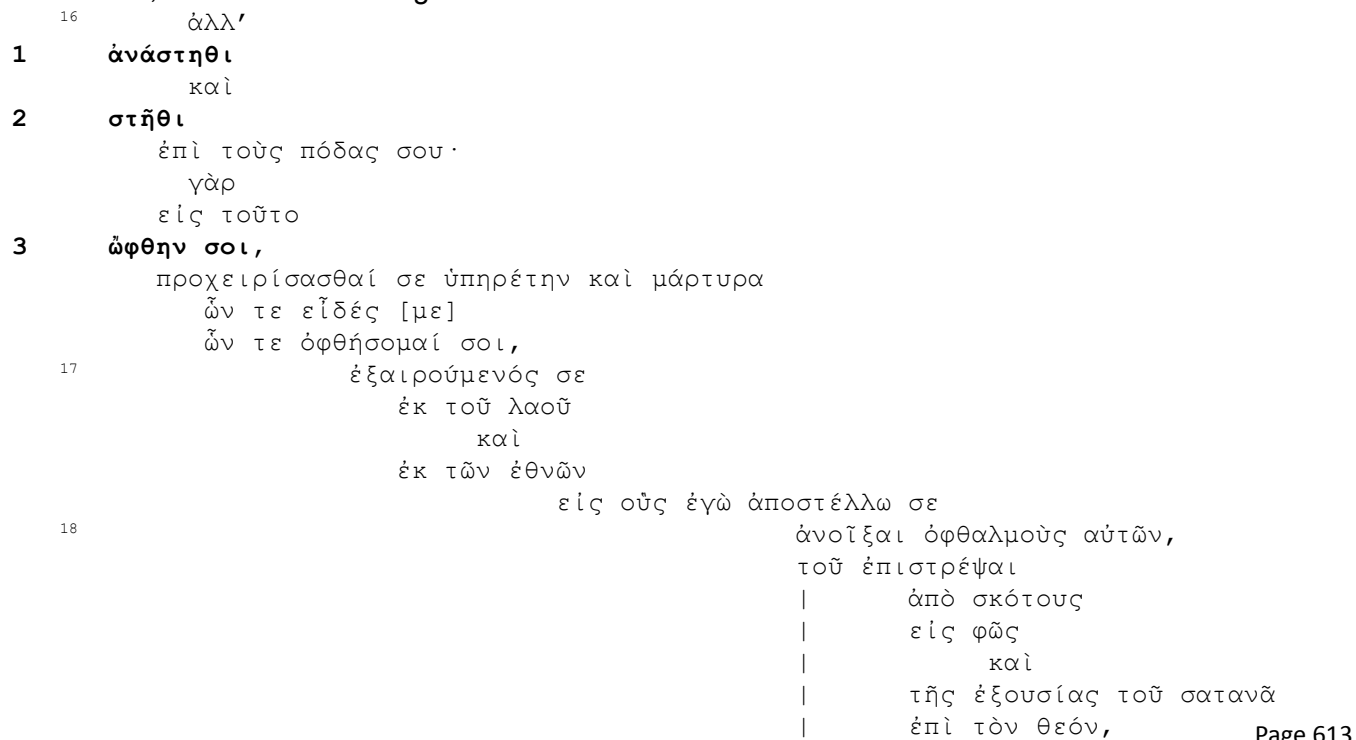 16 ἀλλ’
1 ἀνάστηθι
καὶ
2 στῆθι
ἐπὶ τοὺς πόδας σου·
γὰρ
εἰς τοῦτο
3 ὤφθην σοι,
προχειρίσασθαί σε ὑπηρέτην καὶ μάρτυρα
ὧν τε εἶδές [με]
ὧν τε ὀφθήσομαί σοι,
17 ἐξαιρούμενός σε
ἐκ τοῦ λαοῦ
καὶ
ἐκ τῶν ἐθνῶν
εἰς οὓς ἐγὼ ἀποστέλλω σε
18 ἀνοῖξαι ὀφθαλμοὺς αὐτῶν,
τοῦ ἐπιστρέψαι
| ἀπὸ σκότους
| εἰς φῶς
| καὶ
| τῆς ἐξουσίας τοῦ σατανᾶ
| ἐπὶ τὸν θεόν,
Page 613